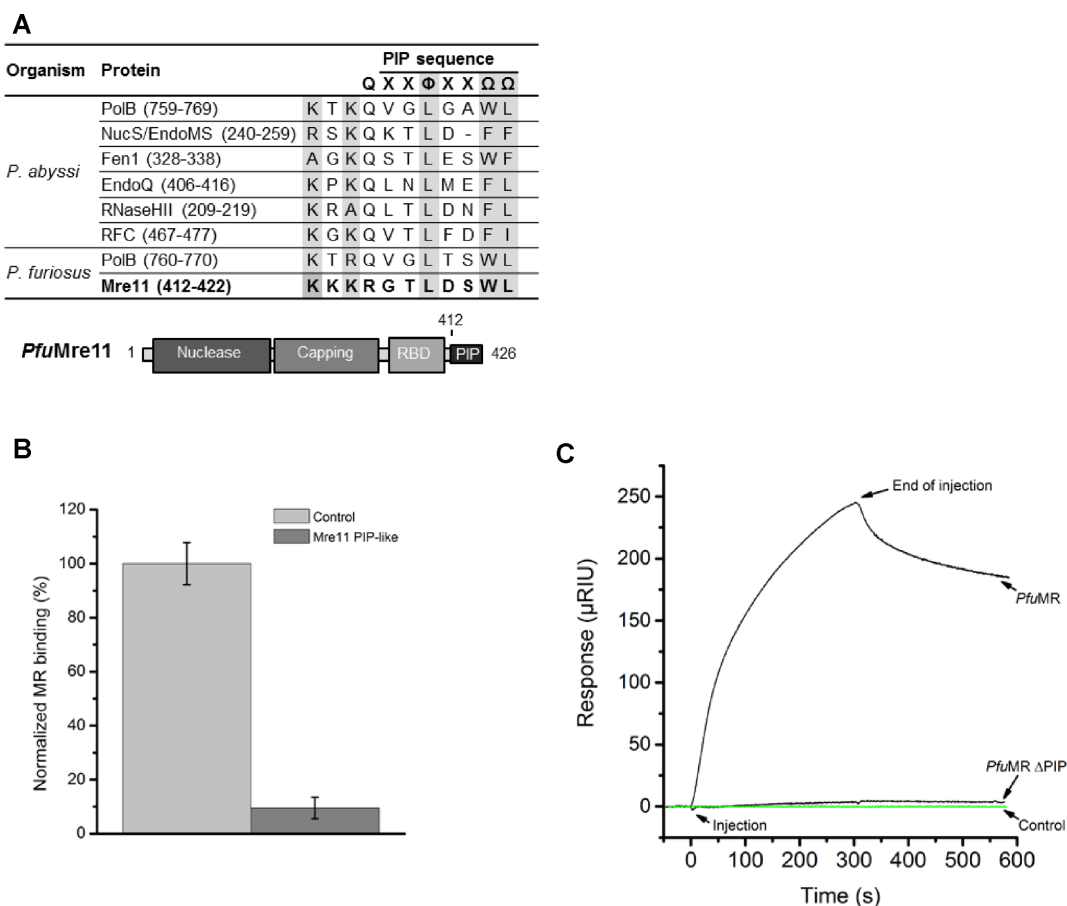 A
PIP sequence
Organism Protein
Q X X Φ X X Ω Ω
PolB (759-769) K T K Q V G L G A W L
NucS/EndoMS (240-259) R S K Q K T L D - F F
P. abyssi
Fen1 (328-338) A G K Q S T L E S W F
EndoQ (406-416) K P K Q L N L M E F L
RNaseHII (209-219) K R A Q L T L D N F L
RFC (467-477) K G K Q V T L F D F I
P. furiosus
PolB (760-770) K T R Q V G L T S W L
Mre11 (412-422) K K K R G T L D S W L
412
PfuMre11 1 Nuclease Capping RBD PIP 426
B
Normalized MR binding (%)
120
100
80
60
40
20
0
Control
Mre11 PIP-like
C
Response (µRIU)
250
200
150
100
50
0
End of injection
PfuMR
PfuMR ΔPIP
Injection
Control
0 100 200 300 400 500 600
Time (s)